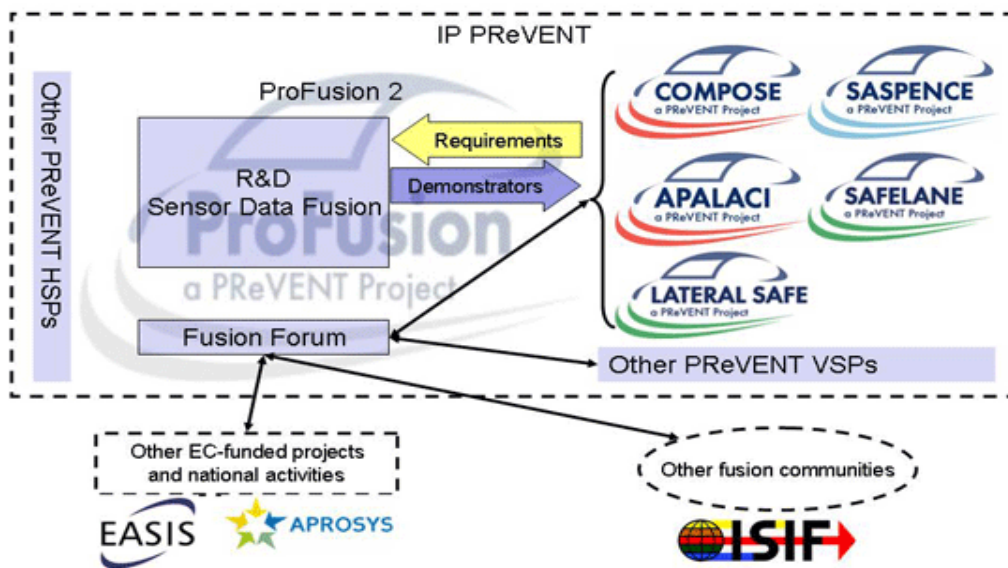 IP PReVENT
Other PReVENT HSPs
ProFusion 2
R&D
Sensor Data Fusion
Requirements
Demonstrators
ProFusion
a PReVENT Project
Fusion Forum
COMPOSE
a PReVENT Project
SASPENCE
a PReVENT Project
APALACI
a PReVENT Project
SAFELANE
a PReVENT Project
LATERAL SAFE
a PReVENT Project
Other PReVENT VSPs
Other EC-funded projects
and national activities
Other fusion communities
EASIS
APROSYS
ISIF